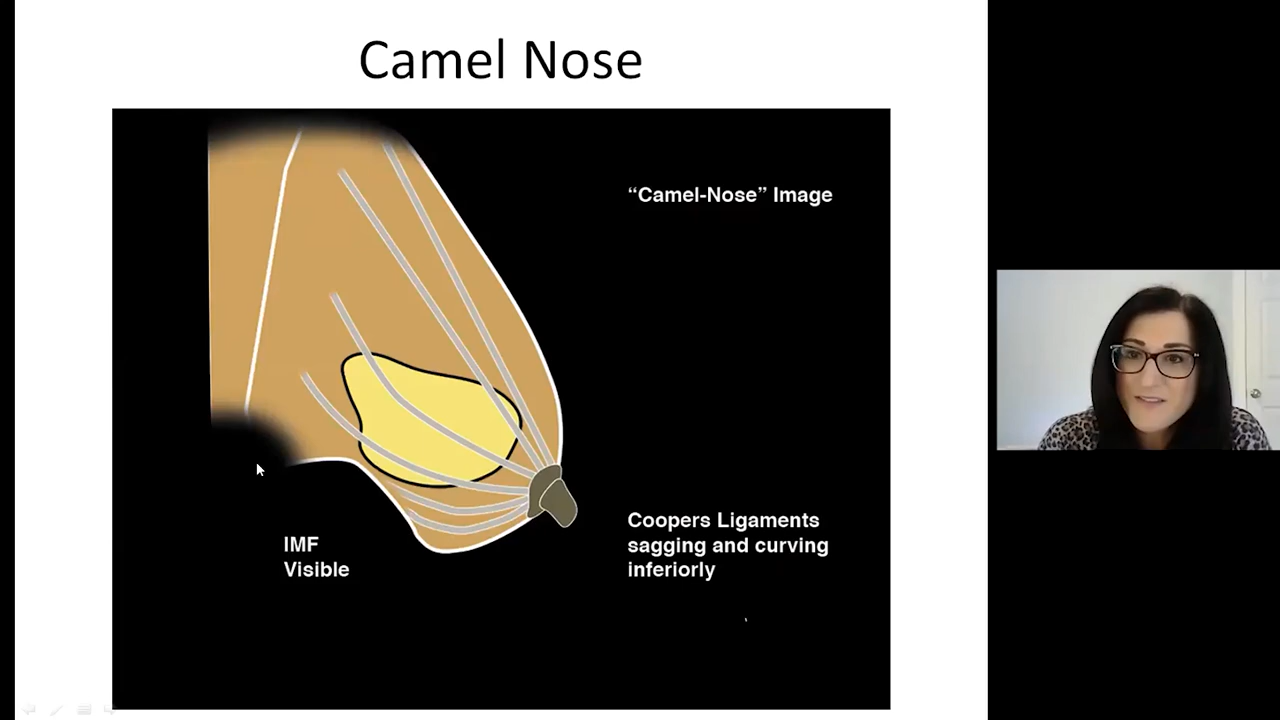 Camel Nose
“Camel-Nose” Image
Coopers Ligaments
sagging and curving
inferiorly
IMF
Visible